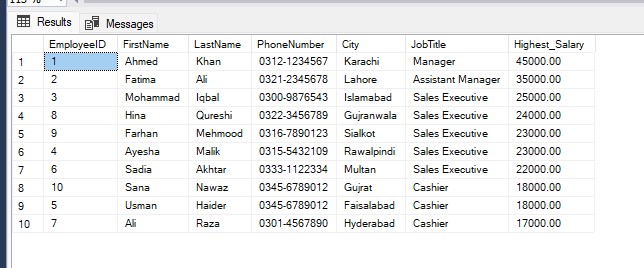 Results Messages
EmployeeID FirstName LastName PhoneNumber City JobTitle Highest_Salary
1 1 Ahmed Khan 0312-1234567 Karachi Manager 45000.00
2 2 Fatima Ali 0321-2345678 Lahore Assistant Manager 35000.00
3 3 Mohammad Iqbal 0300-9876543 Islamabad Sales Executive 25000.00
4 8 Hina Qureshi 0322-3456789 Gujranwala Sales Executive 24000.00
5 9 Farhan Mehmood 0316-7890123 Sialkot Sales Executive 23000.00
6 4 Ayesha Malik 0315-5432109 Rawalpindi Sales Executive 23000.00
7 6 Sadia Akhtar 0333-1122334 Multan Sales Executive 22000.00
8 10 Sana Nawaz 0345-6789012 Gujrat Cashier 18000.00
9 5 Usman Haider 0345-6789012 Faisalabad Cashier 18000.00
10 7 Ali Raza 0301-4567890 Hyderabad Cashier 17000.00